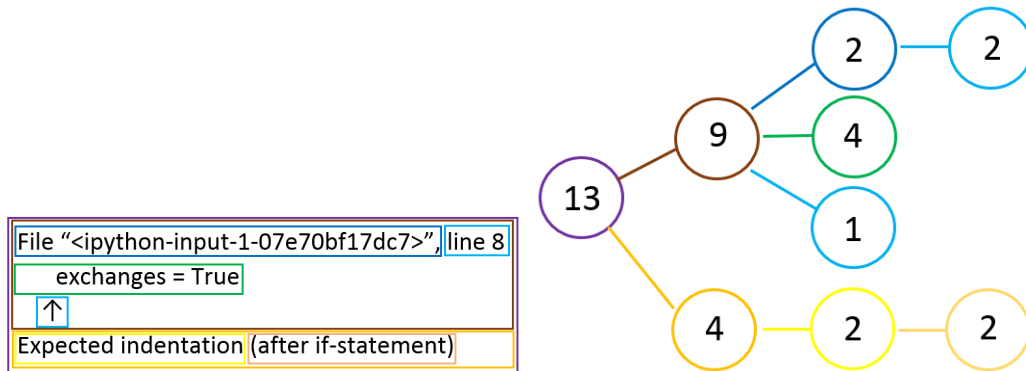 2 2
9 4
13
1
File “<ipython-input-1-07e70bf17dc7>”, line 8
exchanges = True
↑
4 2 2
Expected indentation (after if-statement)